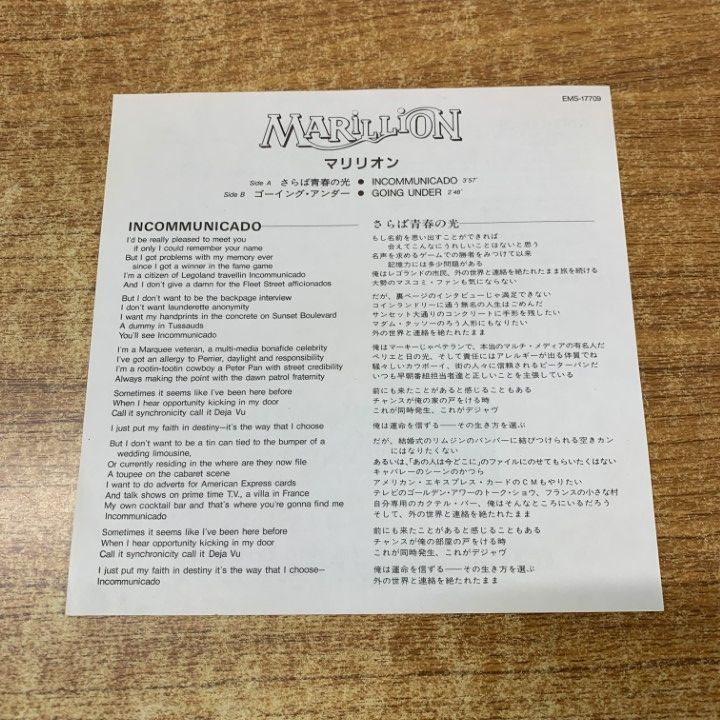 EMS-17709
MARILLION
マリリオン
Side A さらば青春の光 ● INCOMMUNICADO 3'57"
Side B ゴーイング・アンダー ● GOING UNDER 2'48"
INCOMMUNICADO
I'd be really pleased to meet you
if only I could remember your name
But I got problems with my memory ever
since I got a winner in the fame game
I'm a citizen of Legoland travellin Incommunicado
And I don't give a damn for the Fleet Street afficionados
But I don't want to be the backpage interview
I don't want launderette anonymity
I want my handprints in the concrete on Sunset Boulevard
A dummy in Tussauds
You'll see Incommunicado
I'm a Marquee veteran, a multi-media bonafide celebrity
I've got an allergy to Perrier, daylight and responsibility
I'm a rootin-tootin cowboy a Peter Pan with street credibility
Always making the point with the dawn patrol fraternity
Sometimes it seems like I've been here before
When I hear opportunity kicking in my door
Call it synchronicity call it Deja Vu
I just put my faith in destiny—it's the way that I choose
But I don't want to be a tin can tied to the bumper of a
wedding limousine,
Or currently residing in the where are they now file
A toupee on the cabaret scene
I want to do adverts for American Express cards
And talk shows on prime time T.V., a villa in France
My own cocktail bar and that's where you're gonna find me
Incommunicado
Sometimes it seems like I've been here before
When I hear opportunity kicking in my door
Call it synchronicity call it Deja Vu
I just put my faith in destiny it's the way that I choose—
Incommunicado
さらば青春の光
もし名前を思い出すことができれば
会えてこんなにうれしいことはないと思う
名声を求めるゲームでの勝者をみつけて以来
記憶力には多少問題がある
俺はレゴランドの市民、外の世界と連絡を絶たれたまま旅を続ける
大勢のマスコミ・ファンも気にならない
だが、裏ページのインタビューじゃ満足できない
コインランドリーに通う無名の人生はごめんだ
サンセット大通りのコンクリートに手形を残したい
マダム・タッソーのろう人形にもなりたい
外の世界と連絡を絶たれたまま
俺はマーキーじゃベテランで、本当のマルチ・メディアの有名人だ
ペリエと日の光、そして責任にはアレルギーが出る体質でね
騒々しいカウボーイ、街の人々に信頼されるピーターパンだ
いつも早朝番組担当者達と正しいことを主張している
前にも来たことがあると感じることもある
チャンスが俺の家の戸をける時
これが同時発生、これがデジャヴ
俺は運命を信ずる——その生き方を選ぶ
だが、結婚式のリムジンのバンパーに結びつけられる空きカン
にはなりたくない
あるいは、「あの人は今どこに」のファイルにのせてもらいたくはない
キャバレーのシーンのかつら
アメリカン・エキスプレス・カードのCMもやりたい
テレビのゴールデン・アワーのトーク・ショウ、フランスの小さな村
自分専用のカクテル・バー、俺はそんなところにいるだろう
そして、外の世界と連絡を絶たれたまま
前にも来たことがあると感じることもある
チャンスが俺の部屋の戸をける時
これが同時発生、これがデジャヴ
俺は運命を信ずる——その生き方を選ぶ
外の世界と連絡を絶たれたまま